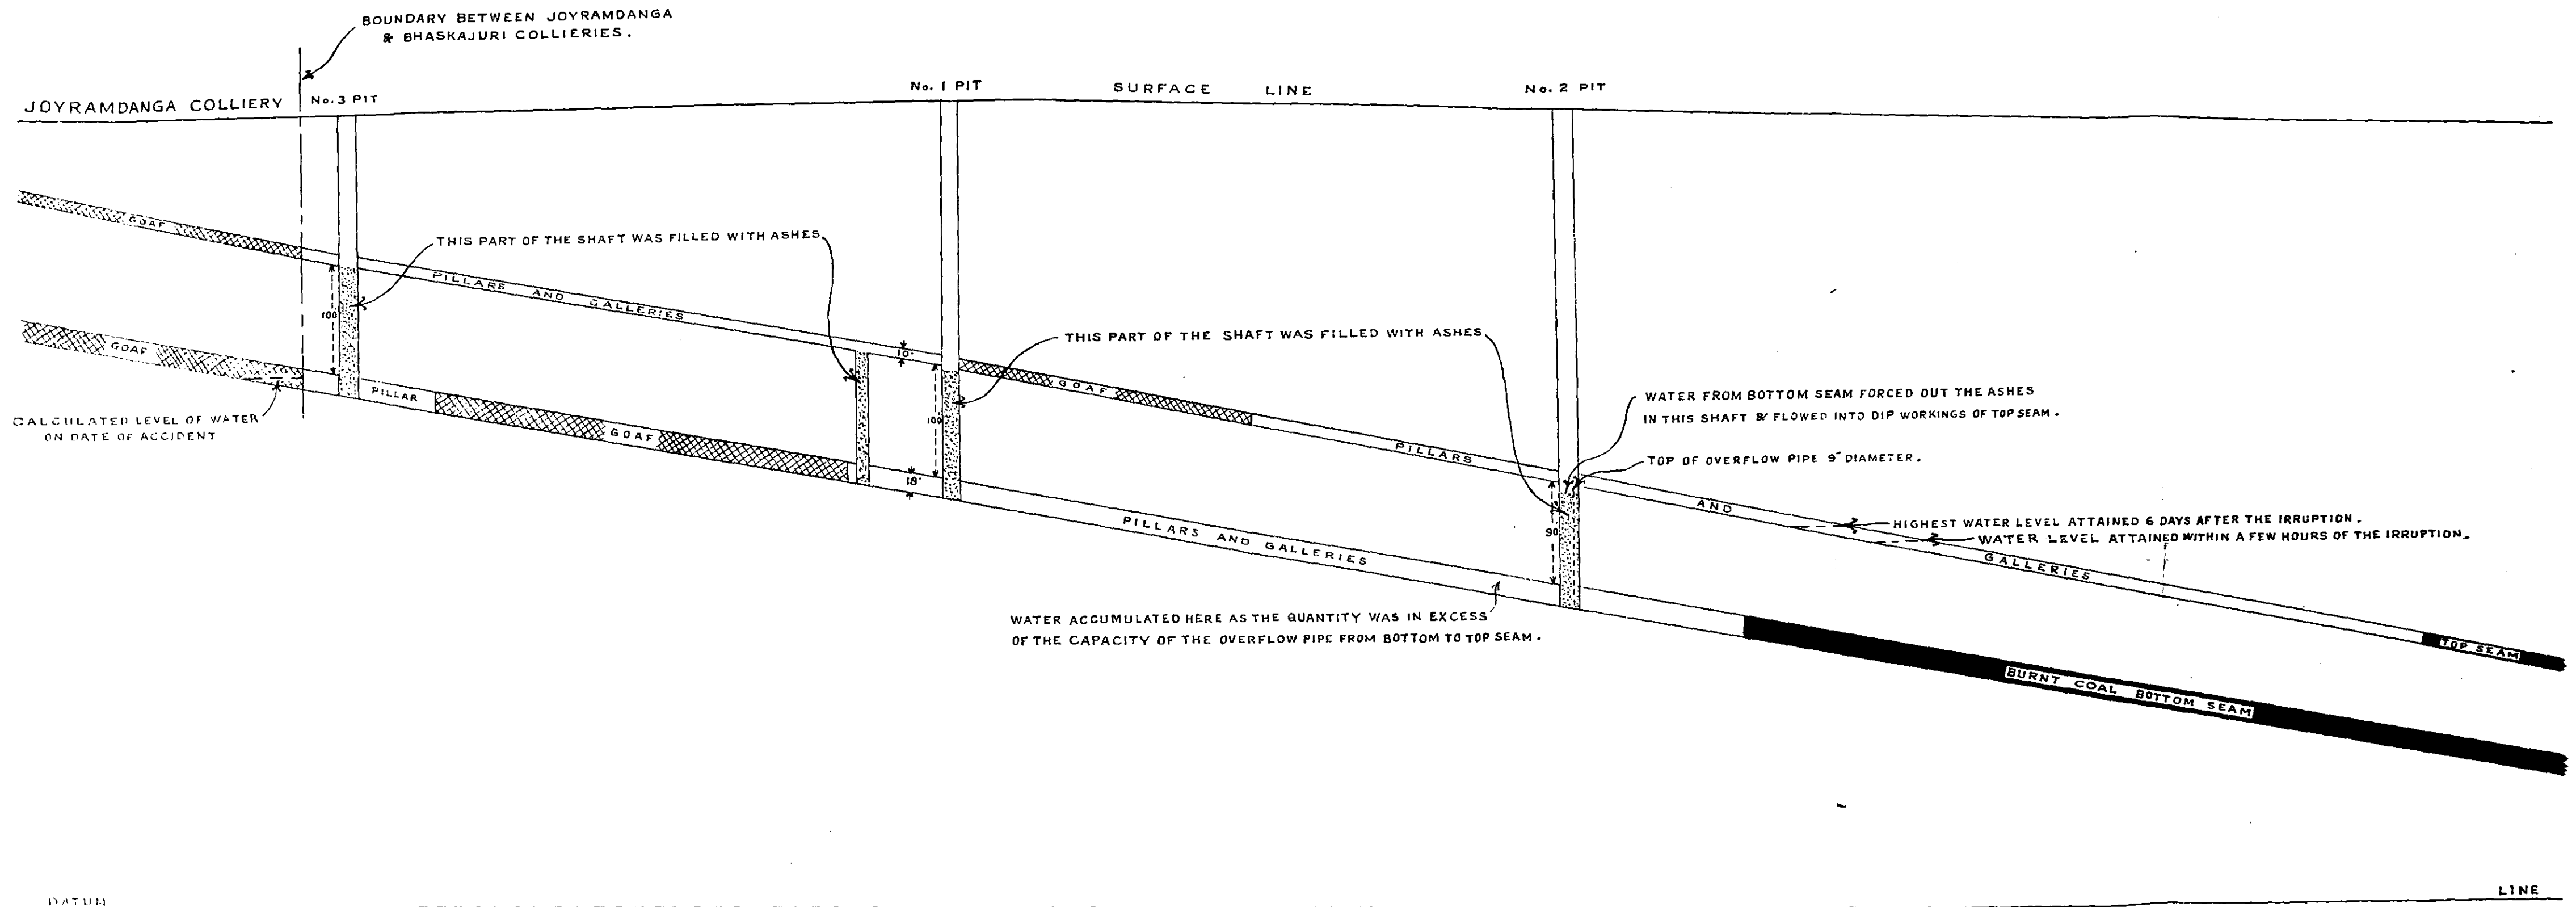 BOUNDARY BETWEEN JOYRAMDANGA
& BHASKAJURI COLLIERIES.
JOYRAMDANGA COLLIERY
No. 3 PIT
No. 1 PIT
SURFACE LINE
No. 2 PIT
GOAF
THIS PART OF THE SHAFT WAS FILLED WITH ASHES
PILLARS AND GALLERIES
100'
GOAF
CALCULATED LEVEL OF WATER
ON DATE OF ACCIDENT
PILLAR
GOAF
10'
100'
18'
THIS PART OF THE SHAFT WAS FILLED WITH ASHES
GOAF
PILLARS AND GALLERIES
WATER FROM BOTTOM SEAM FORCED OUT THE ASHES
IN THIS SHAFT & FLOWED INTO DIP WORKINGS OF TOP SEAM.
TOP OF OVERFLOW PIPE 9" DIAMETER.
90'
HIGHEST WATER LEVEL ATTAINED 6 DAYS AFTER THE IRRUPTION.
WATER LEVEL ATTAINED WITHIN A FEW HOURS OF THE IRRUPTION.
PILLARS AND GALLERIES
WATER ACCUMULATED HERE AS THE QUANTITY WAS IN EXCESS
OF THE CAPACITY OF THE OVERFLOW PIPE FROM BOTTOM TO TOP SEAM.
TOP SEAM
BURNT COAL BOTTOM SEAM
DATUM LINE